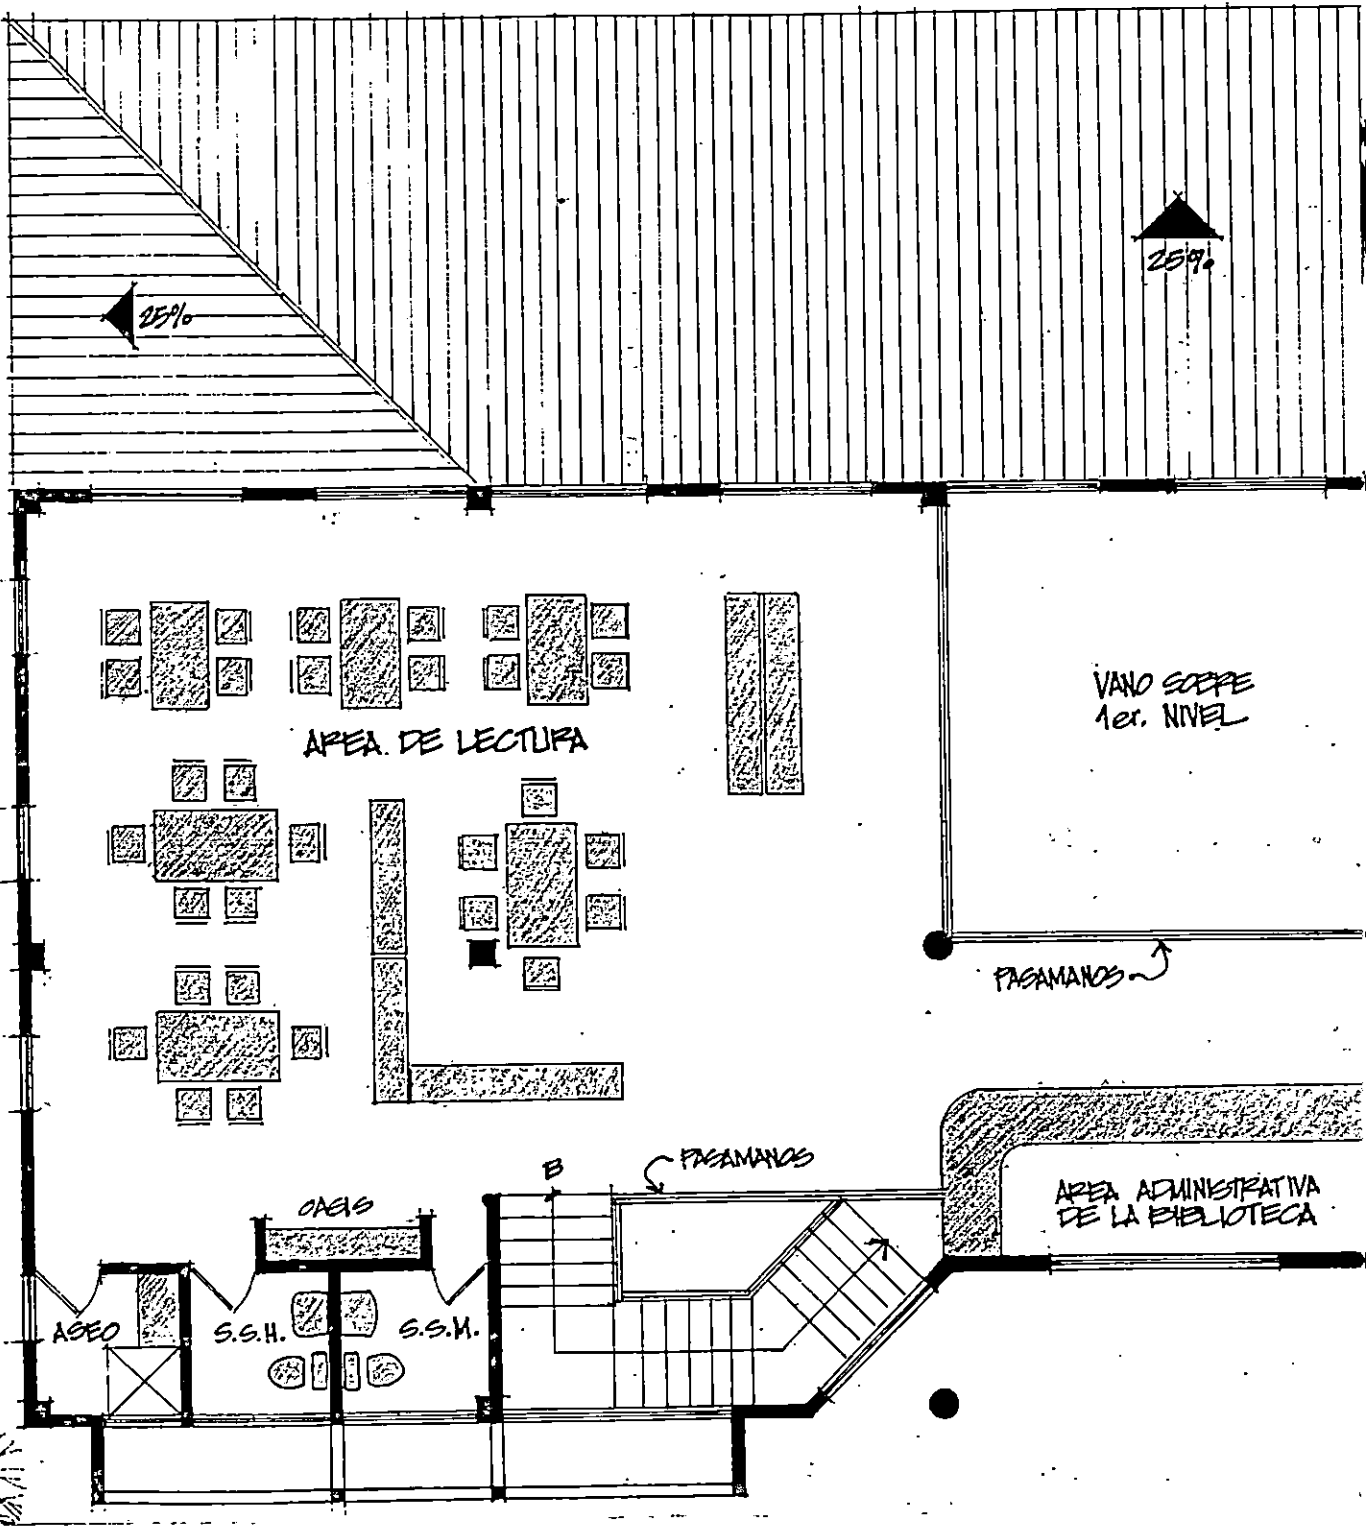 25%
25%
VANO SOBRE
1er. NIVEL
AREA DE LECTURA
PASAMANOS
B
PASAMANOS
AREA ADMINISTRATIVA
DE LA BIBLIOTECA
OASIS
ASEO
S.S.H.
S.S.M.